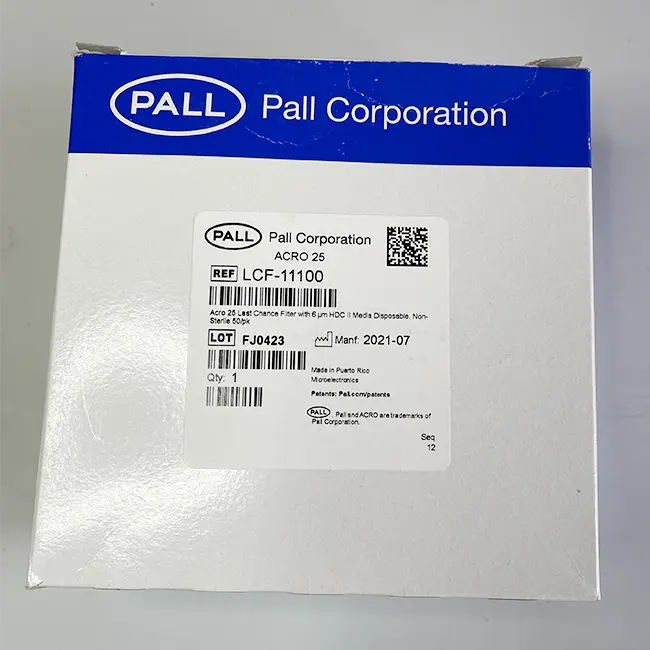 PALL Pall Corporation
PALL Pall Corporation
ACRO 25
REF LCF-11100
Acro 25 Last Chance Filter with 6 µm HDC II Media Disposable, Non-
Sterile 50/pk
LOT FJ0423 Manf: 2021-07
Made in Puerto Rico
Qty: 1 Microelectronics
Patents: Pall.com/patents
PALL, Pall and ACRO are trademarks of
Pall Corporation.
Seq
12